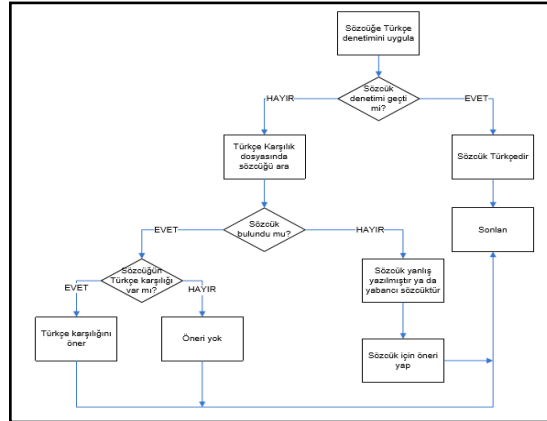 Sözcüğe Türkçe
denetimini uygula
Sözcük
denetimi geçti
mi?
HAYIR
EVET
Türkçe Karşılık
dosyasında
sözcüğü ara
Sözcük Türkçedir
Sözcük
bulundu mu?
EVET
HAYIR
Sonlan
Sözcüğün
Türkçe karşılığı
var mı?
EVET
HAYIR
Sözcük yanlış
yazılmıştır ya da
yabancı sözcüktür
Türkçe karşılığını
öner
Öneri yok
Sözcük için öneri
yap